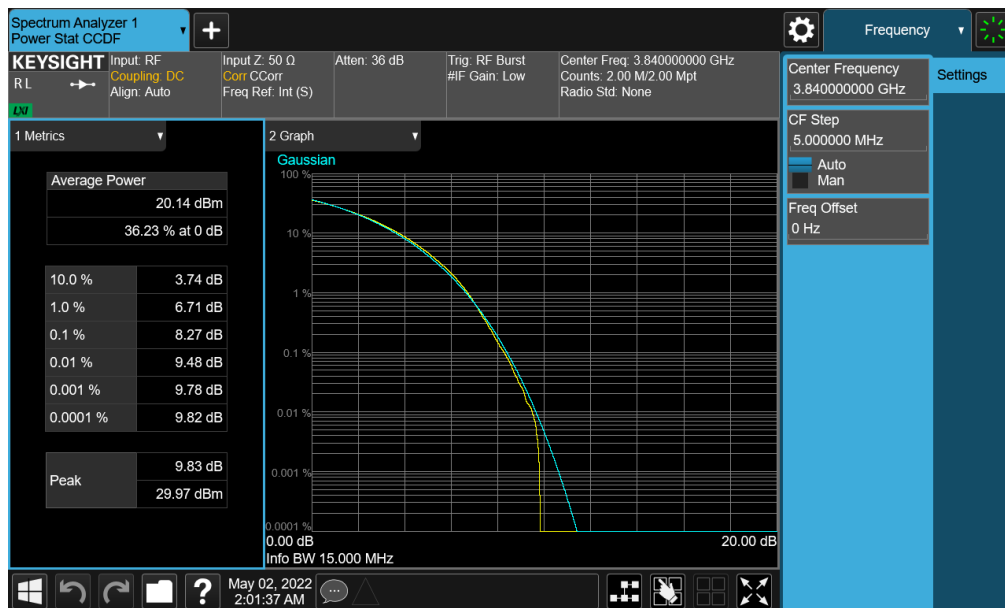 Spectrum Analyzer 1
Power Stat CCDF
Frequency
KEYSIGHT
R L
LXI
Input: RF
Coupling: DC
Align: Auto
Input Z: 50 Ω
Corr CCorr
Freq Ref: Int (S)
Atten: 36 dB
Trig: RF Burst
#IF Gain: Low
Center Freq: 3.840000000 GHz
Counts: 2.00 M/2.00 Mpt
Radio Std: None
Center Frequency
3.840000000 GHz
Settings
CF Step
5.000000 MHz
Auto
Man
Freq Offset
0 Hz
1 Metrics
Average Power
20.14 dBm
36.23 % at 0 dB
10.0 % 3.74 dB
1.0 % 6.71 dB
0.1 % 8.27 dB
0.01 % 9.48 dB
0.001 % 9.78 dB
0.0001 % 9.82 dB
Peak
9.83 dB
29.97 dBm
2 Graph
Gaussian
100 %
10 %
1 %
0.1 %
0.01 %
0.001 %
0.0001 %
0.00 dB
20.00 dB
Info BW 15.000 MHz
?
May 02, 2022
2:01:37 AM